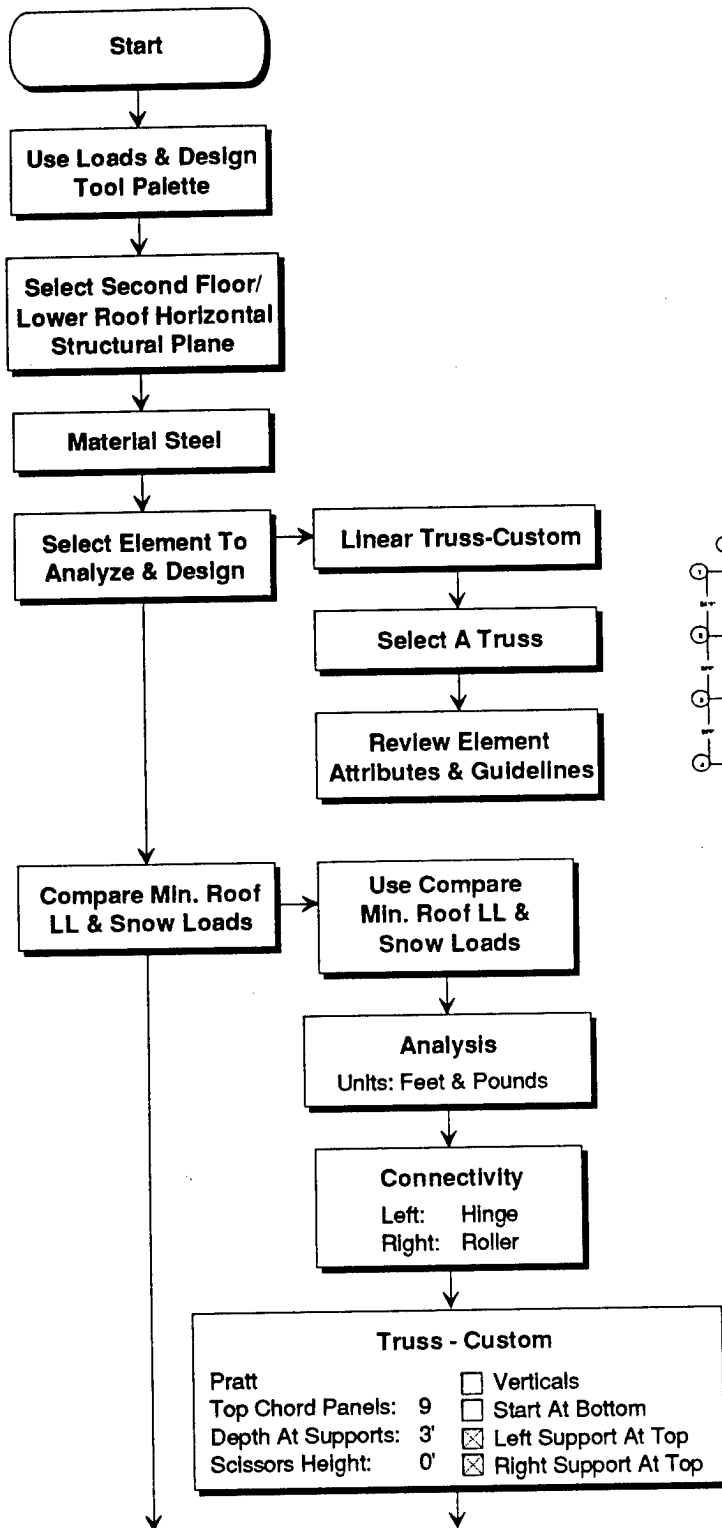 Start
Use Loads & Design
Tool Palette
Select Second Floor/
Lower Roof Horizontal
Structural Plane
Material Steel
Select Element To
Analyze & Design
Linear Truss-Custom
Select A Truss
Review Element
Attributes & Guidelines
Compare Min. Roof
LL & Snow Loads
Use Compare
Min. Roof LL &
Snow Loads
Analysis
Units: Feet & Pounds
Connectivity
Left: Hinge
Right: Roller
Truss - Custom
Pratt
Verticals
Top Chord Panels: 9
Start At Bottom
Depth At Supports: 3'
Left Support At Top
Scissors Height: 0'
Right Support At Top